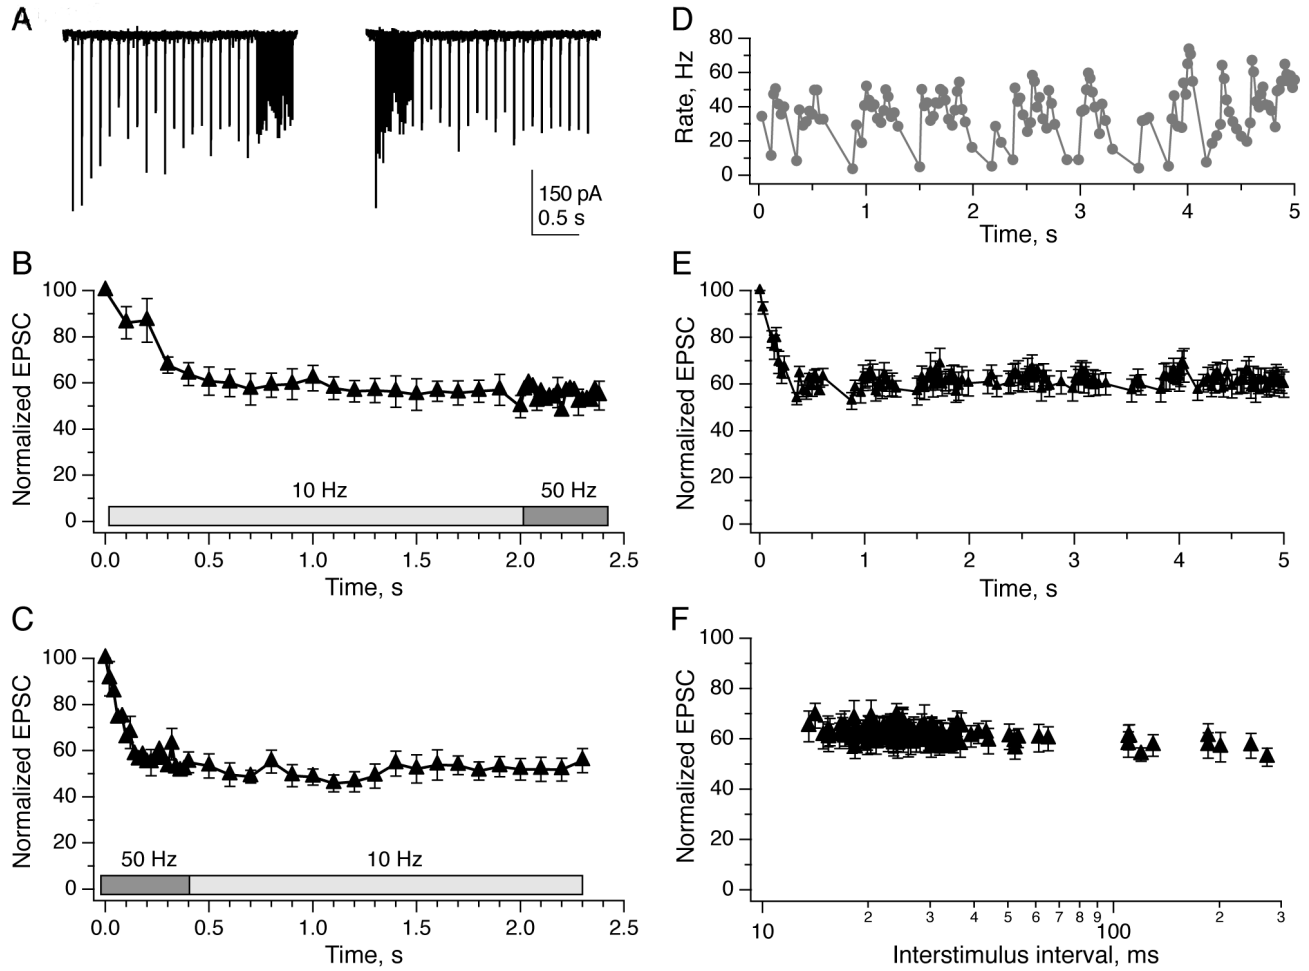 A
150 pA
0.5 s
B
Normalized EPSC
100
80
60
40
20
0
10 Hz
50 Hz
0.0
0.5
1.0
1.5
2.0
2.5
Time, s
C
Normalized EPSC
100
80
60
40
20
0
50 Hz
10 Hz
0.0
0.5
1.0
1.5
2.0
2.5
Time, s
D
Rate, Hz
80
60
40
20
0
0
1
2
3
4
5
Time, s
E
Normalized EPSC
100
80
60
40
20
0
0
1
2
3
4
5
Time, s
F
Normalized EPSC
100
80
60
40
20
0
10
2
3
4
5
6
7
8
9
100
2
3
Interstimulus interval, ms